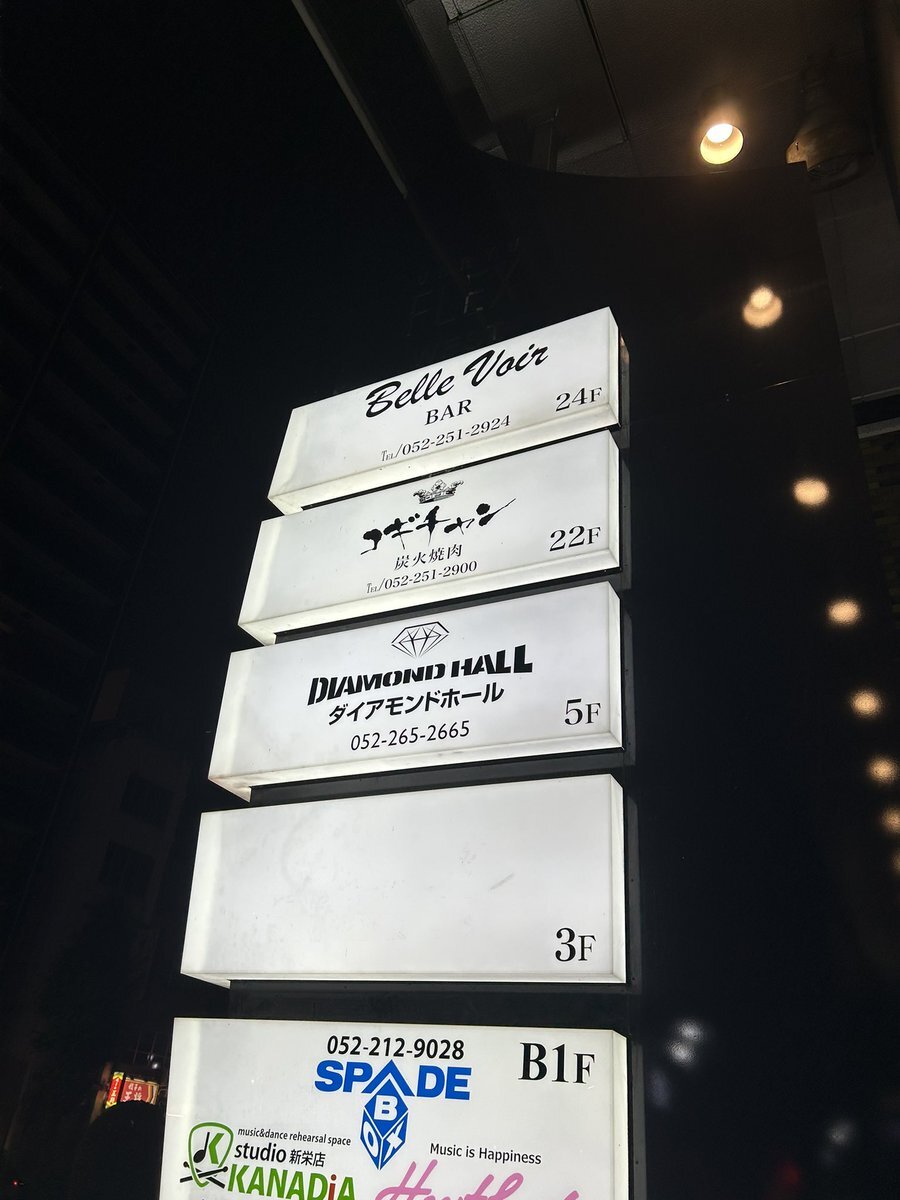 Belle Voir
BAR
24F
TEL/052-251-2924
コギチャン
炭火焼肉
22F
TEL/052-251-2900
DIAMOND HALL
ダイアモンドホール
5F
052-265-2665
3F
052-212-9028
B1F
SPADE
BOX
music&dance rehearsal space
studio 新栄店
KANADiA
Music is Happiness